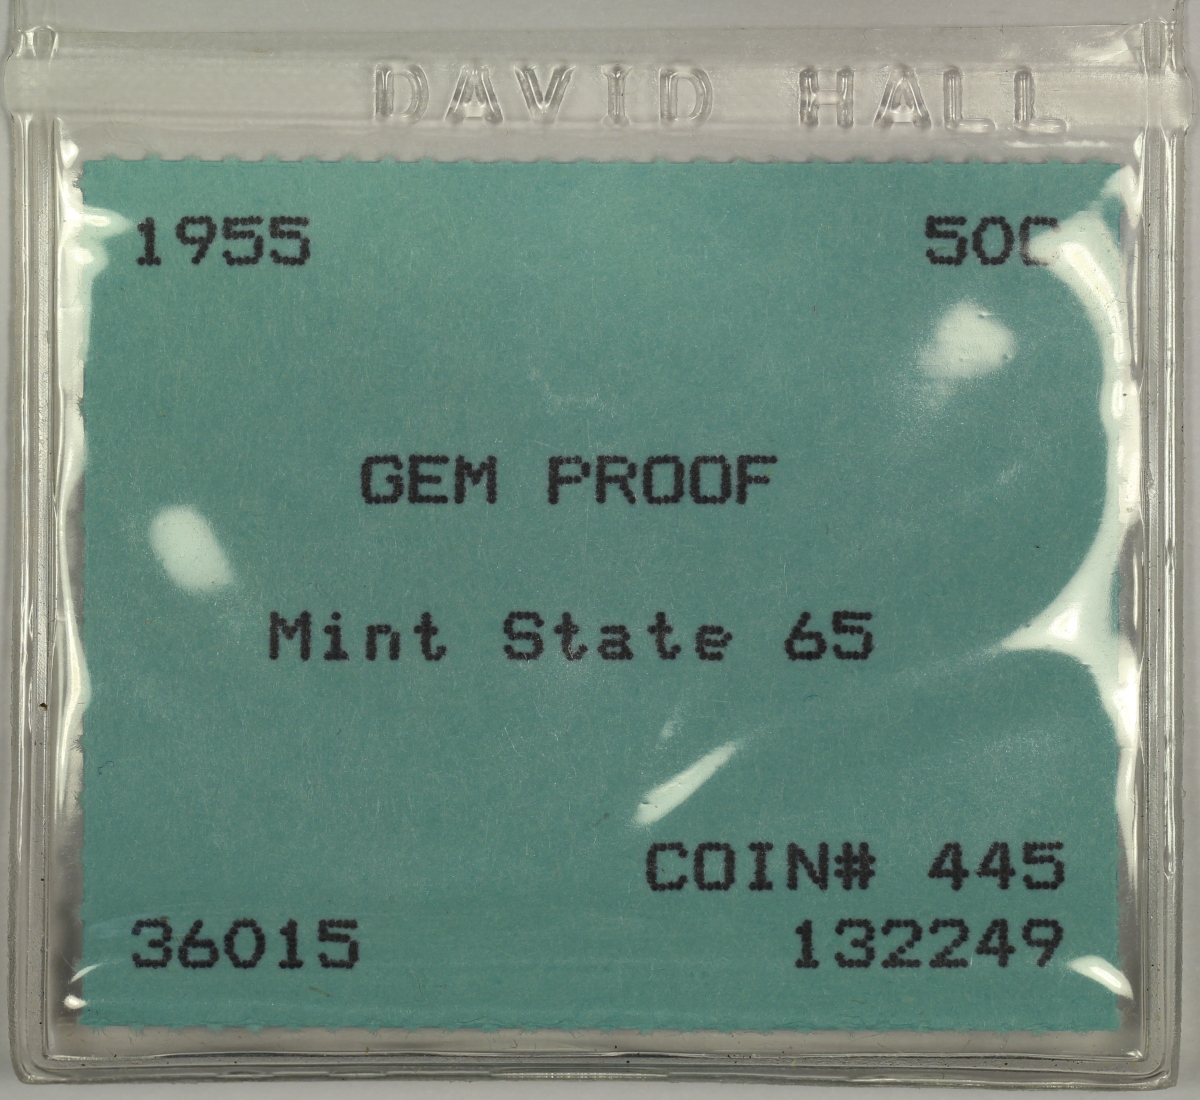 DAVID HALL
1955 50C
GEM PROOF
Mint State 65
COIN# 445
36015 132249